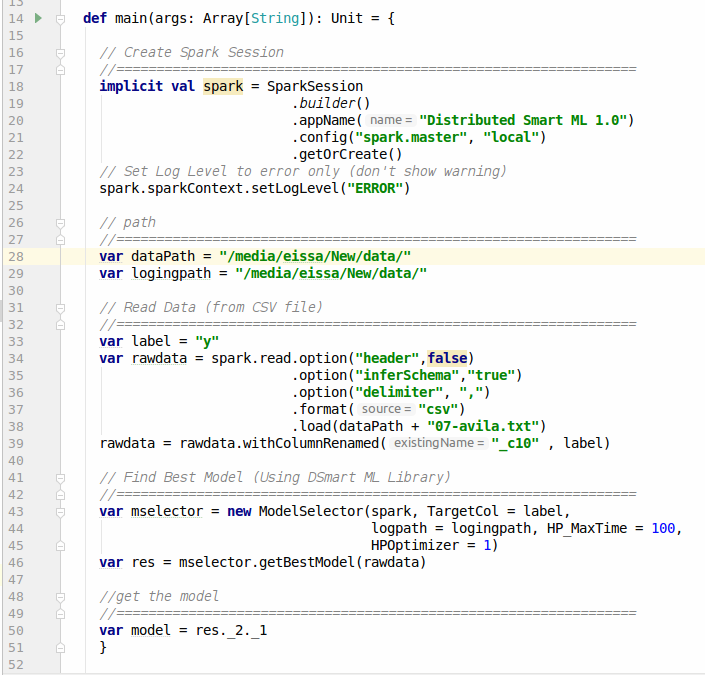 13
14 def main(args: Array[String]): Unit = {
15
16 // Create Spark Session
17 //=================================================================
18 implicit val spark = SparkSession
19 .builder()
20 .appName( name = "Distributed Smart ML 1.0")
21 .config("spark.master", "local")
22 .getOrCreate()
23 // Set Log Level to error only (don't show warning)
24 spark.sparkContext.setLogLevel("ERROR")
25
26 // path
27 //=================================================================
28 var dataPath = "/media/eissa/New/data/"
29 var logingpath = "/media/eissa/New/data/"
30
31 // Read Data (from CSV file)
32 //=================================================================
33 var label = "y"
34 var rawdata = spark.read.option("header",false)
35 .option("inferSchema","true")
36 .option("delimiter", ",")
37 .format( source = "csv")
38 .load(dataPath + "07-avila.txt")
39 rawdata = rawdata.withColumnRenamed( existingName = "_c10" , label)
40
41 // Find Best Model (Using DSmart ML Library)
42 //=================================================================
43 var mselector = new ModelSelector(spark, TargetCol = label,
44 logpath = logingpath, HP_MaxTime = 100,
45 HPOptimizer = 1)
46 var res = mselector.getBestModel(rawdata)
47
48 //get the model
49 //=================================================================
50 var model = res._2._1
51 }
52